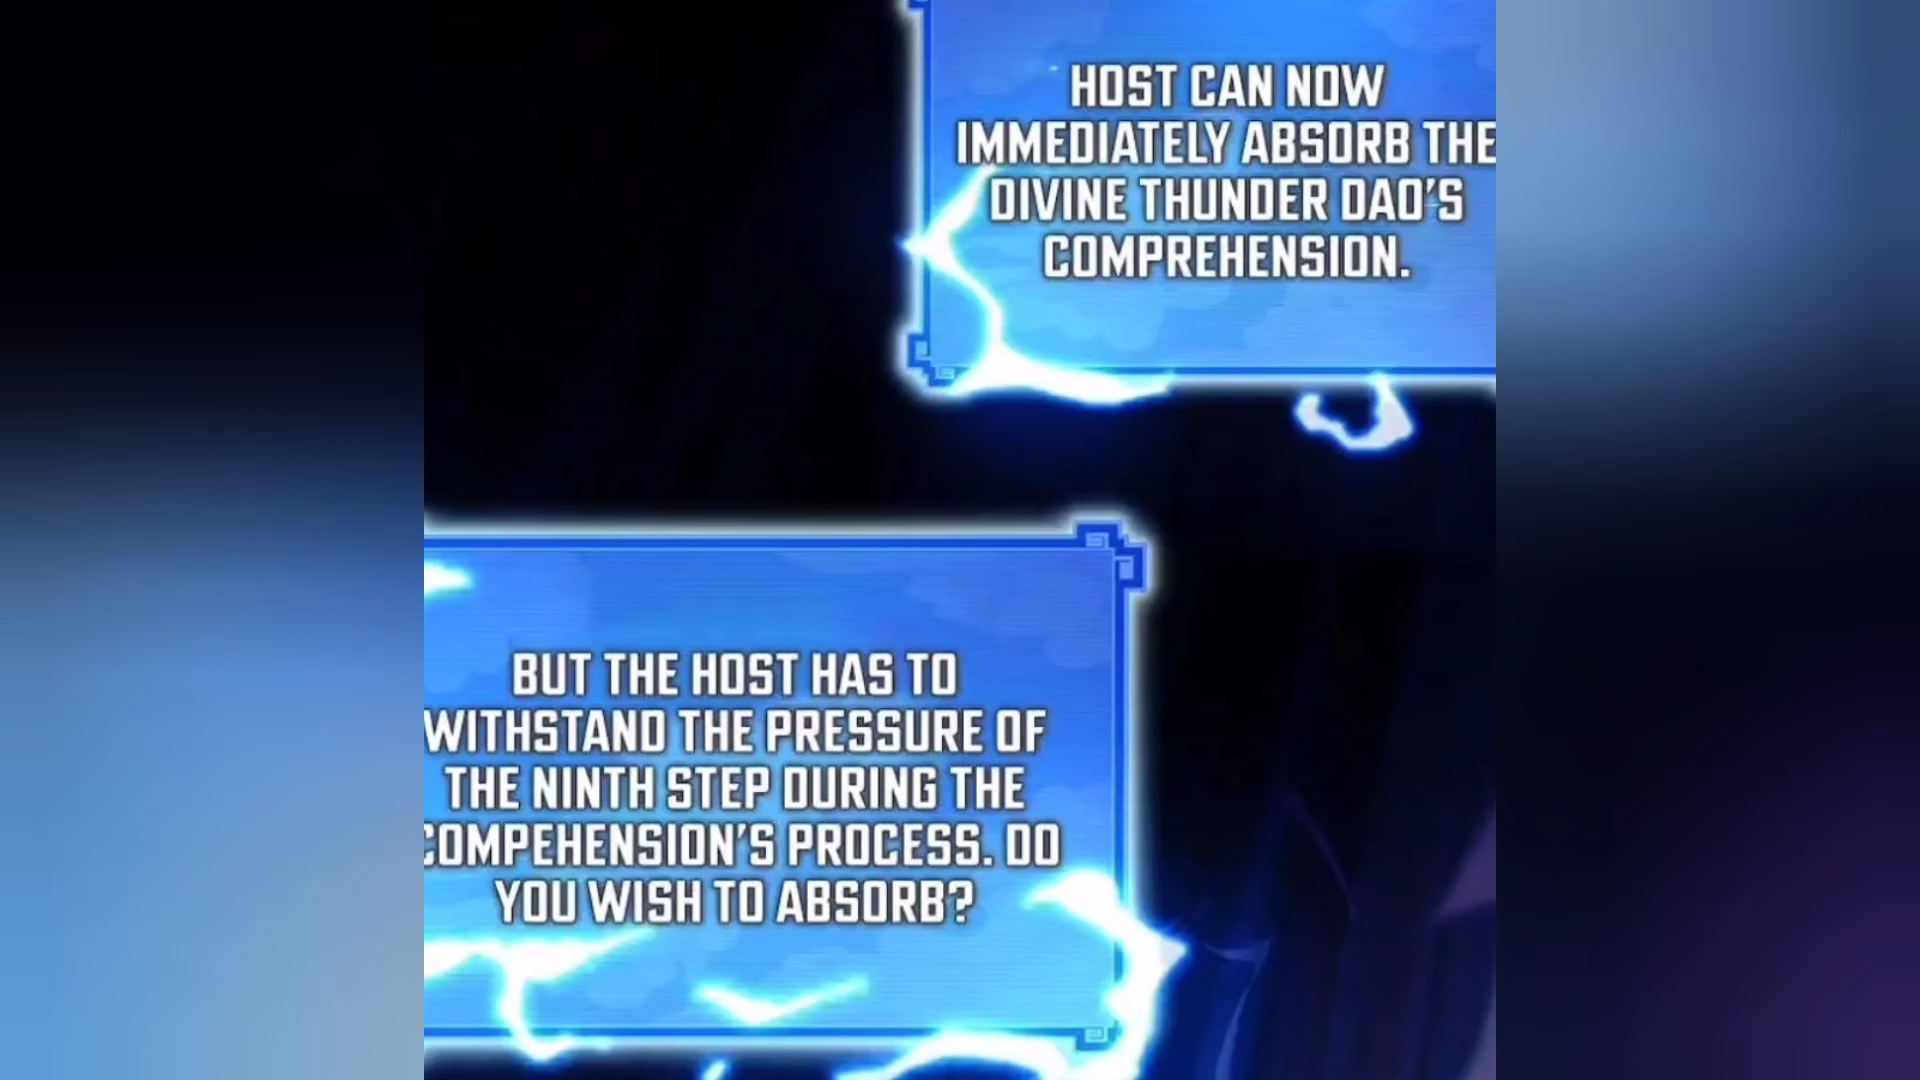 HOST CAN NOW
IMMEDIATELY ABSORB THE
DIVINE THUNDER DAO'S
COMPREHENSION.
BUT THE HOST HAS TO
WITHSTAND THE PRESSURE OF
THE NINTH STEP DURING THE
COMPEHENSION'S PROCESS. DO
YOU WISH TO ABSORB?